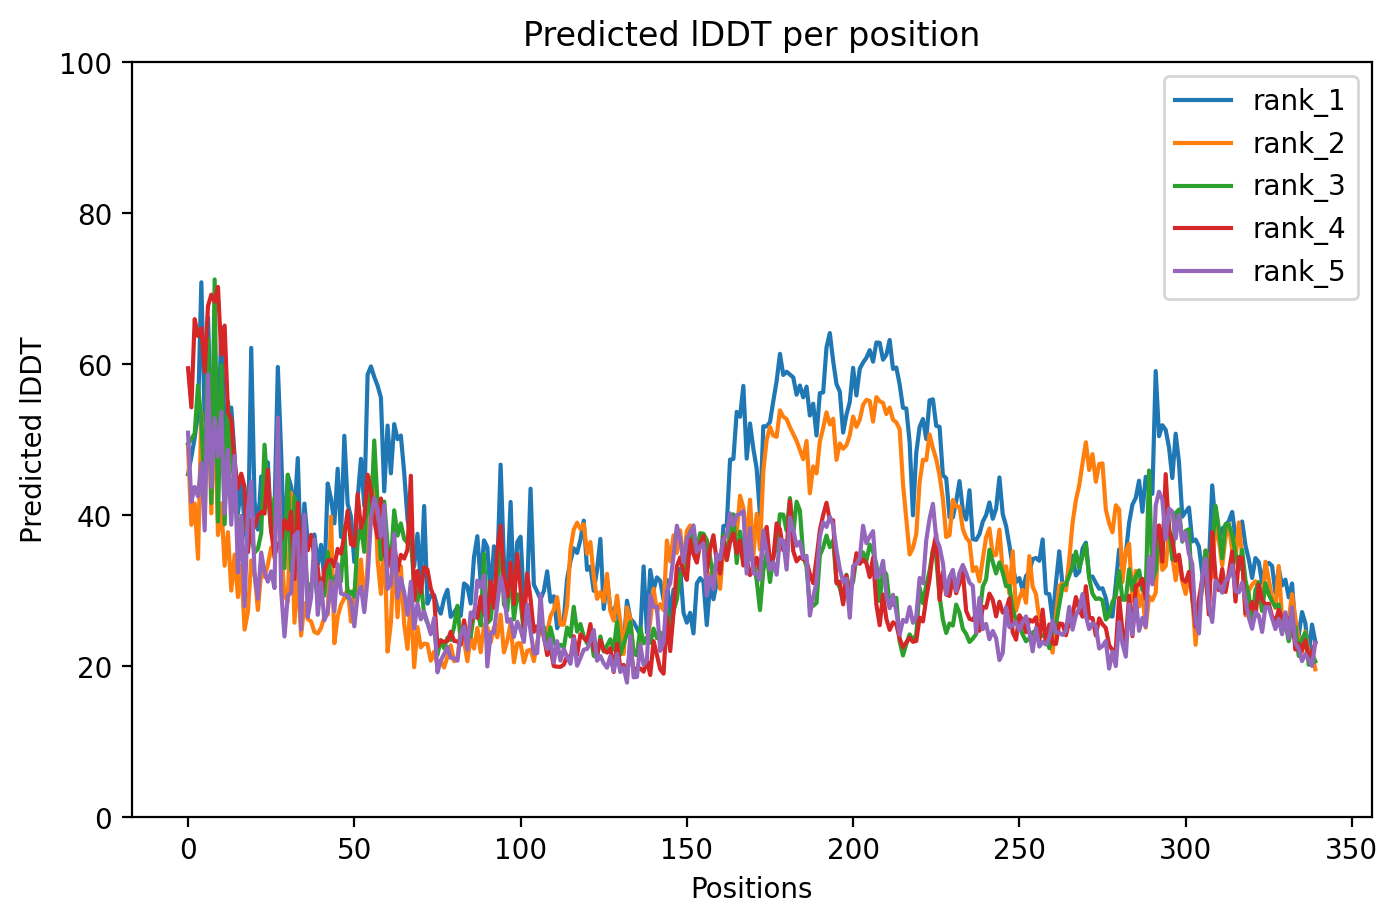 Predicted lDDT per position
100
80
60
40
20
0
Predicted lDDT
0 50 100 150 200 250 300 350
Positions
rank_1
rank_2
rank_3
rank_4
rank_5